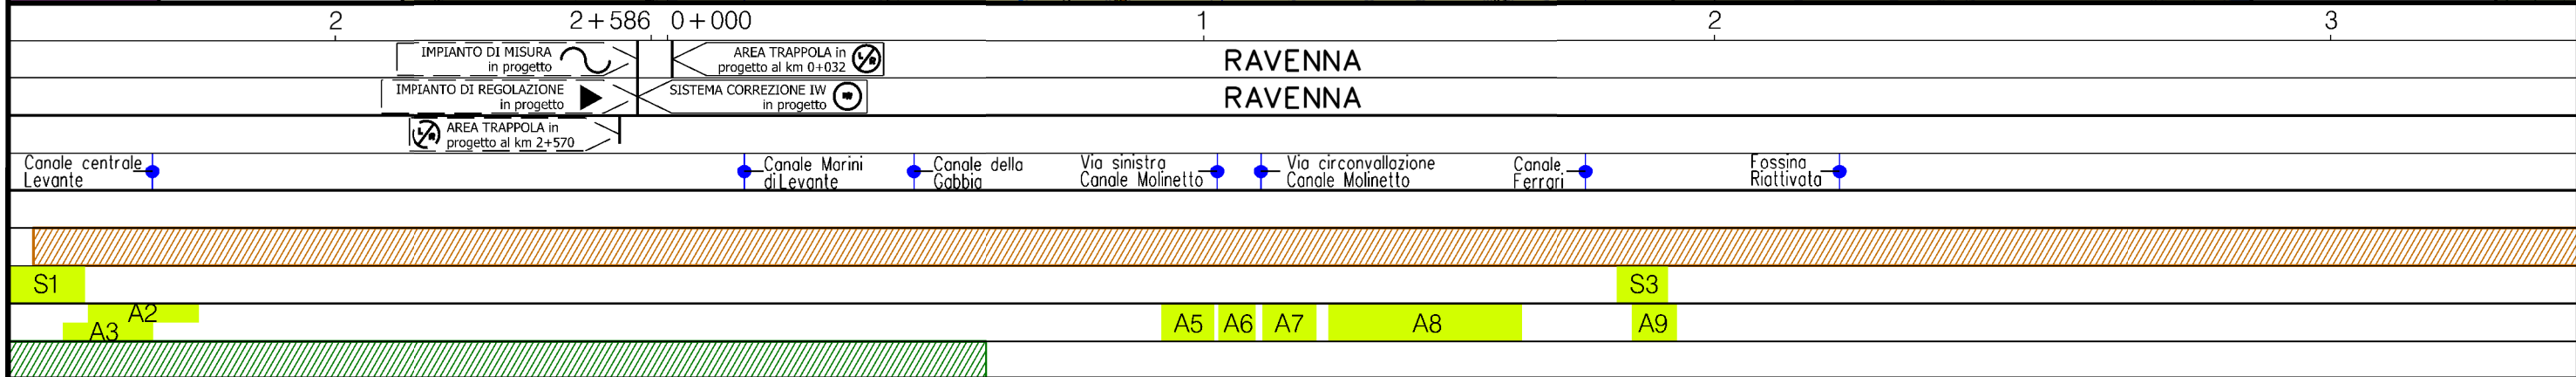 2 2+586 0+000 1 2 3
IMPIANTO DI MISURA
in progetto
AREA TRAPPOLA in
progetto al km 0+032
RAVENNA
IMPIANTO DI REGOLAZIONE
in progetto
SISTEMA CORREZIONE IW
in progetto
RAVENNA
AREA TRAPPOLA in
progetto al km 2+570
Canale centrale
Levante
Canale Marini
di Levante
Canale della
Gabbia
Via sinistra
Canale Molinetto
Via circonvallazione
Canale Molinetto
Canale
Ferrari
Fossina
Riattivata
S1 S3
A2
A3
A5 A6 A7 A8 A9